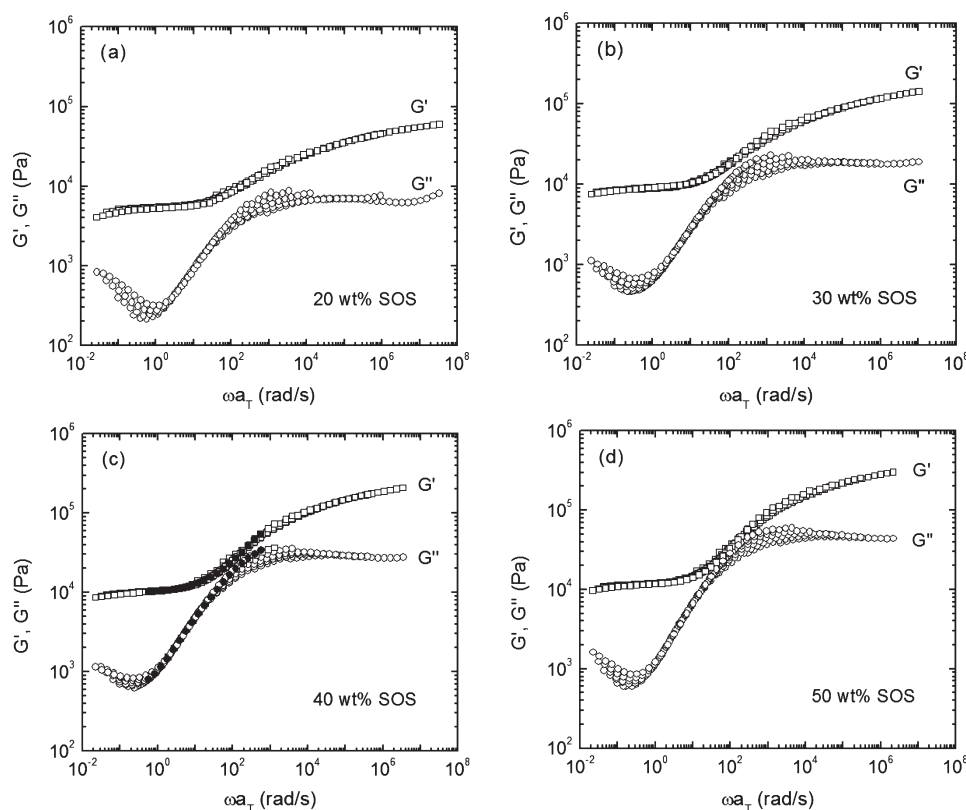 (a)
G'
G''
20 wt% SOS
G', G'' (Pa)
10^6
10^5
10^4
10^3
10^2
10^-2
10^0
10^2
10^4
10^6
10^8
ωa_T (rad/s)
(b)
G'
G''
30 wt% SOS
G', G'' (Pa)
10^6
10^5
10^4
10^3
10^2
10^-2
10^0
10^2
10^4
10^6
10^8
ωa_T (rad/s)
(c)
G'
G''
40 wt% SOS
G', G'' (Pa)
10^6
10^5
10^4
10^3
10^2
10^-2
10^0
10^2
10^4
10^6
10^8
ωa_T (rad/s)
(d)
G'
G''
50 wt% SOS
G', G'' (Pa)
10^6
10^5
10^4
10^3
10^2
10^-2
10^0
10^2
10^4
10^6
10^8
ωa_T (rad/s)